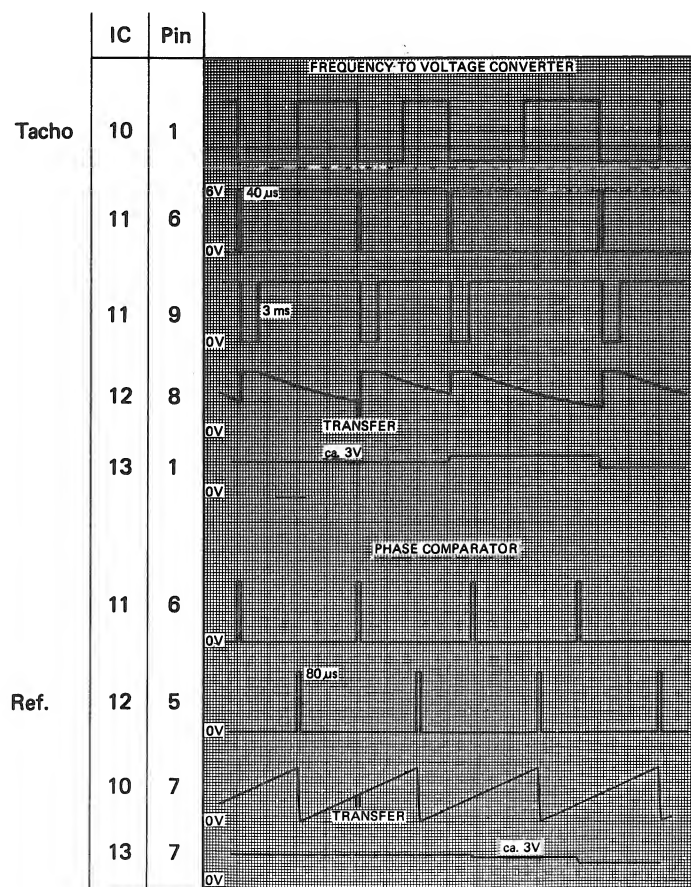 IC Pin
FREQUENCY TO VOLTAGE CONVERTER
Tacho 10 1
6V 40 µs
11 6
0V
11 9
3 ms
0V
12 8
TRANSFER
0V
ca. 3V
13 1
0V
PHASE COMPARATOR
11 6
0V
80 µs
Ref. 12 5
0V
10 7
TRANSFER
0V
13 7 ca. 3V
0V